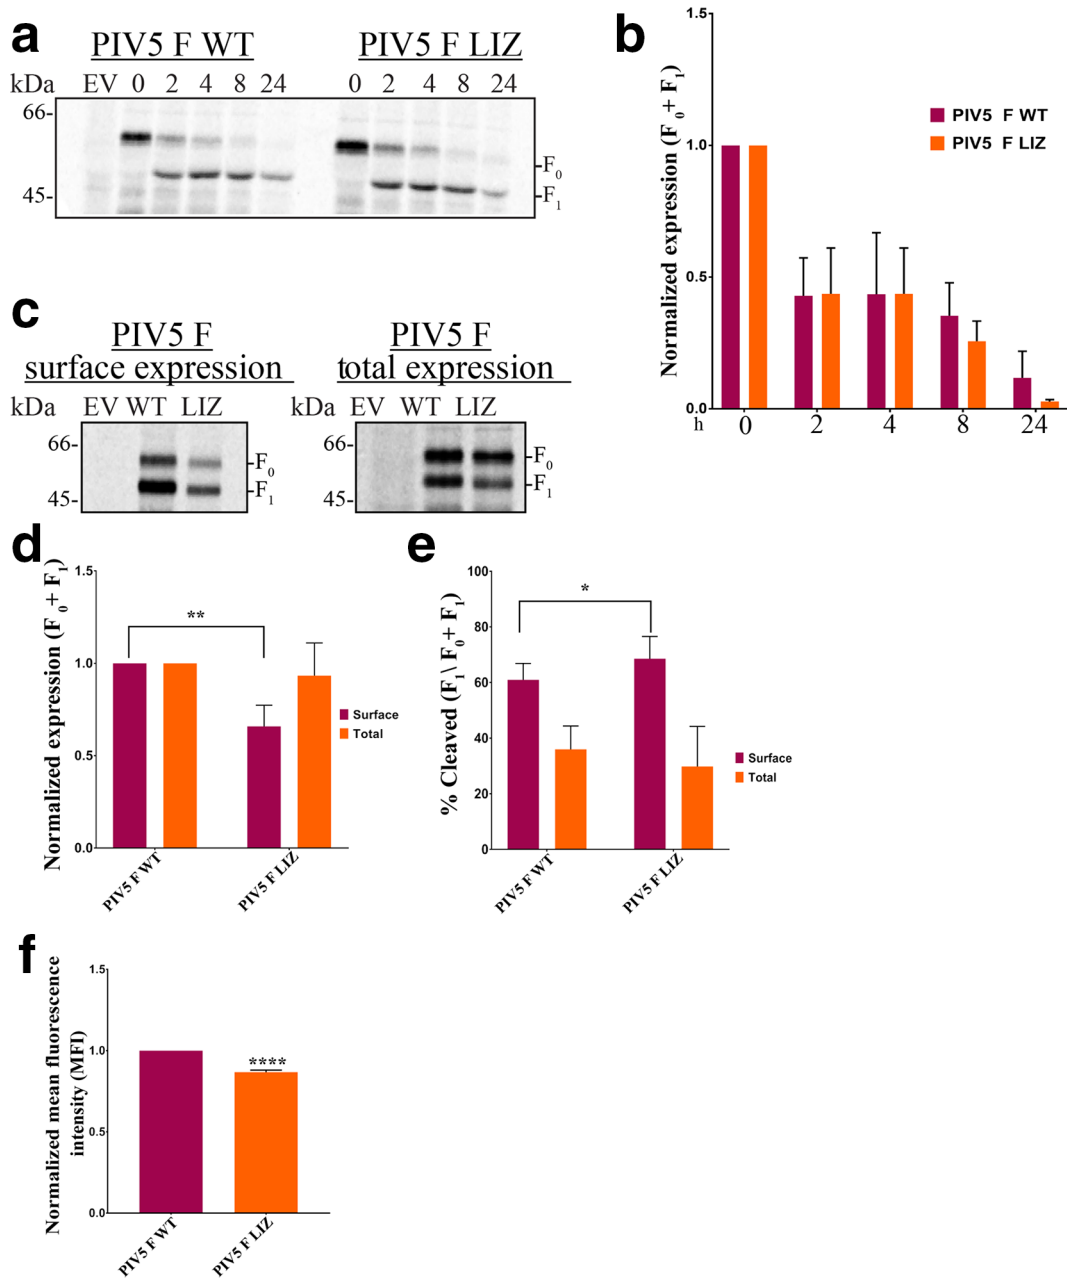 a
PIV5 F WT PIV5 F LIZ
kDa EV 0 2 4 8 24 0 2 4 8 24
66-
45-
-F0
-F1
b
Normalized expression (F0+ F1)
1.5
1.0
0.5
0.0
PIV5 F WT
PIV5 F LIZ
h 0 2 4 8 24
c
PIV5 F
surface expression
kDa EV WT LIZ
66-
45-
-F0
-F1
PIV5 F
total expression
kDa EV WT LIZ
66-
45-
-F0
-F1
d
Normalized expression (F0+ F1)
1.5
1.0
0.5
0.0
**
PIV5 F WT
PIV5 F LIZ
Surface
Total
e
% Cleaved (F1\ F0+ F1)
100
80
60
40
20
0
*
PIV5 F WT
PIV5 F LIZ
Surface
Total
f
Normalized mean fluorescence
intensity (MFI)
1.5
1.0
0.5
0.0
****
PIV5 F WT
PIV5 F LIZ